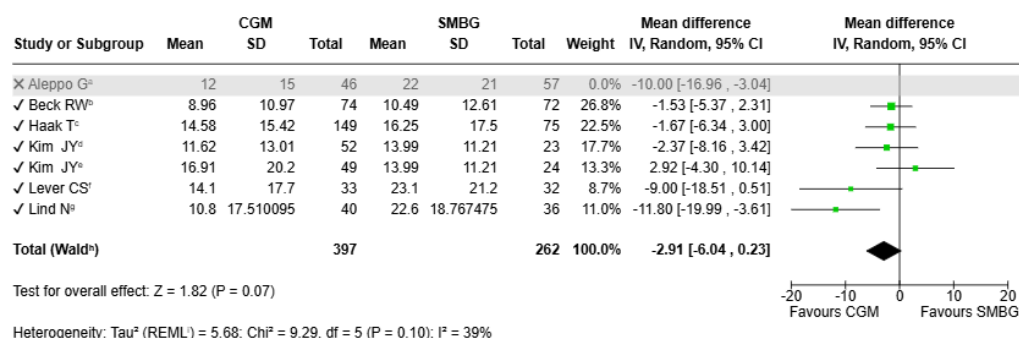 CGM SMBG Mean difference Mean difference
Study or Subgroup Mean SD Total Mean SD Total Weight IV, Random, 95% CI IV, Random, 95% CI
✕ Aleppo Gᵃ 12 15 46 22 21 57 0.0% -10.00 [-16.96 , -3.04]
✓ Beck RWᵇ 8.96 10.97 74 10.49 12.61 72 26.8% -1.53 [-5.37 , 2.31]
✓ Haak Tᶜ 14.58 15.42 149 16.25 17.5 75 22.5% -1.67 [-6.34 , 3.00]
✓ Kim JYᵈ 11.62 13.01 52 13.99 11.21 23 17.7% -2.37 [-8.16 , 3.42]
✓ Kim JYᵉ 16.91 20.2 49 13.99 11.21 24 13.3% 2.92 [-4.30 , 10.14]
✓ Lever CSᶠ 14.1 17.7 33 23.1 21.2 32 8.7% -9.00 [-18.51 , 0.51]
✓ Lind Nᵍ 10.8 17.510095 40 22.6 18.767475 36 11.0% -11.80 [-19.99 , -3.61]
Total (Waldʰ) 397 262 100.0% -2.91 [-6.04 , 0.23]
Test for overall effect: Z = 1.82 (P = 0.07)
-20 -10 0 10 20
Favours CGM Favours SMBG
Heterogeneity: Tau² (REMLⁱ) = 5.68; Chi² = 9.29, df = 5 (P = 0.10); I² = 39%